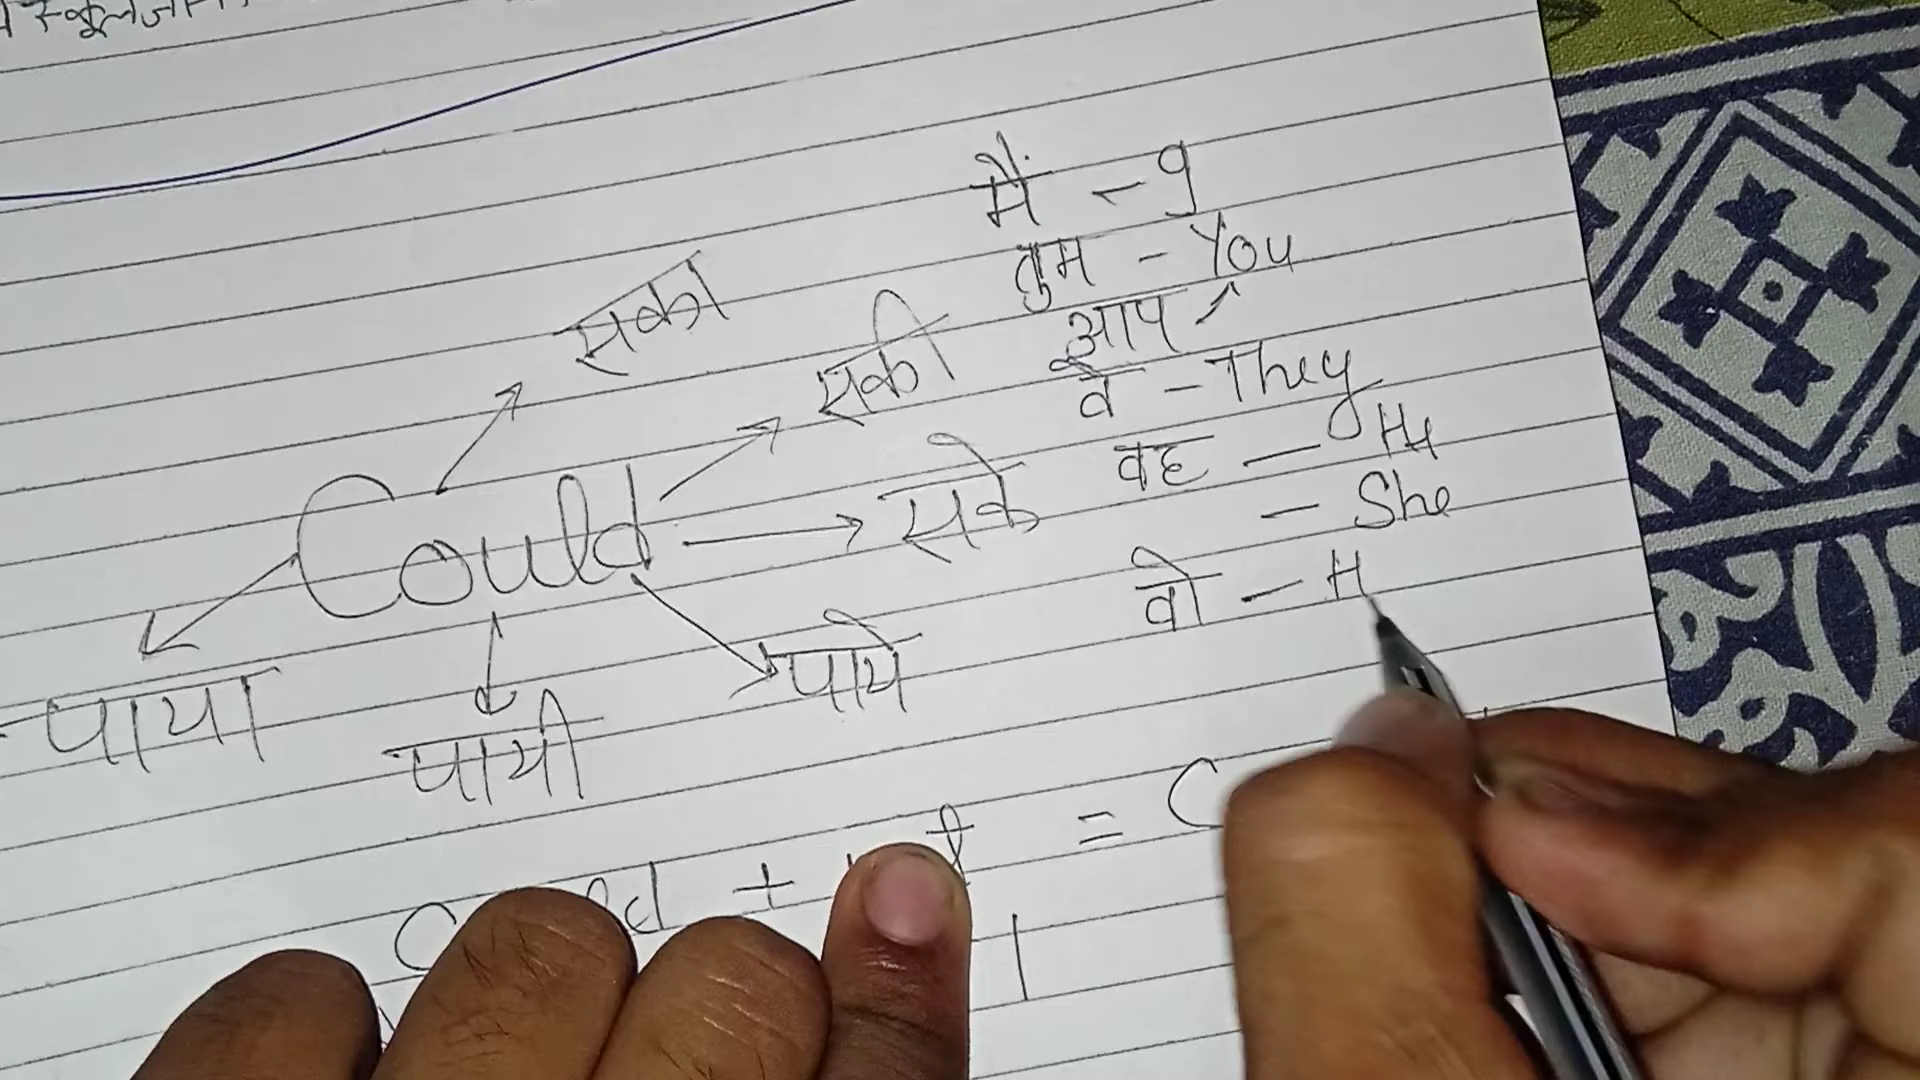 मैं - I
तुम - You
आप
वे - They
वह - He
- She
वो - H
सका
सकी
सके
Could
पाये
पाया
पायी
+ = C